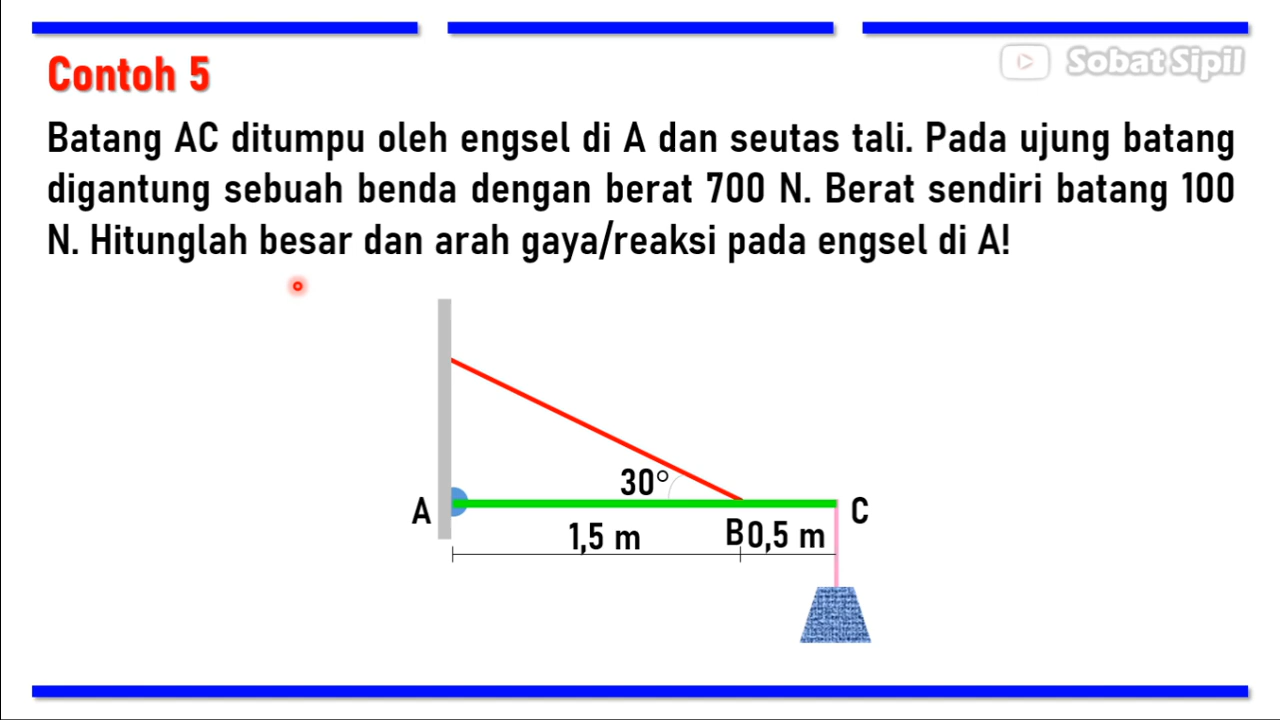 Sobat Sipil
Contoh 5
Batang AC ditumpu oleh engsel di A dan seutas tali. Pada ujung batang
digantung sebuah benda dengan berat 700 N. Berat sendiri batang 100
N. Hitunglah besar dan arah gaya/reaksi pada engsel di A!
30°
A
C
1,5 m
B
0,5 m